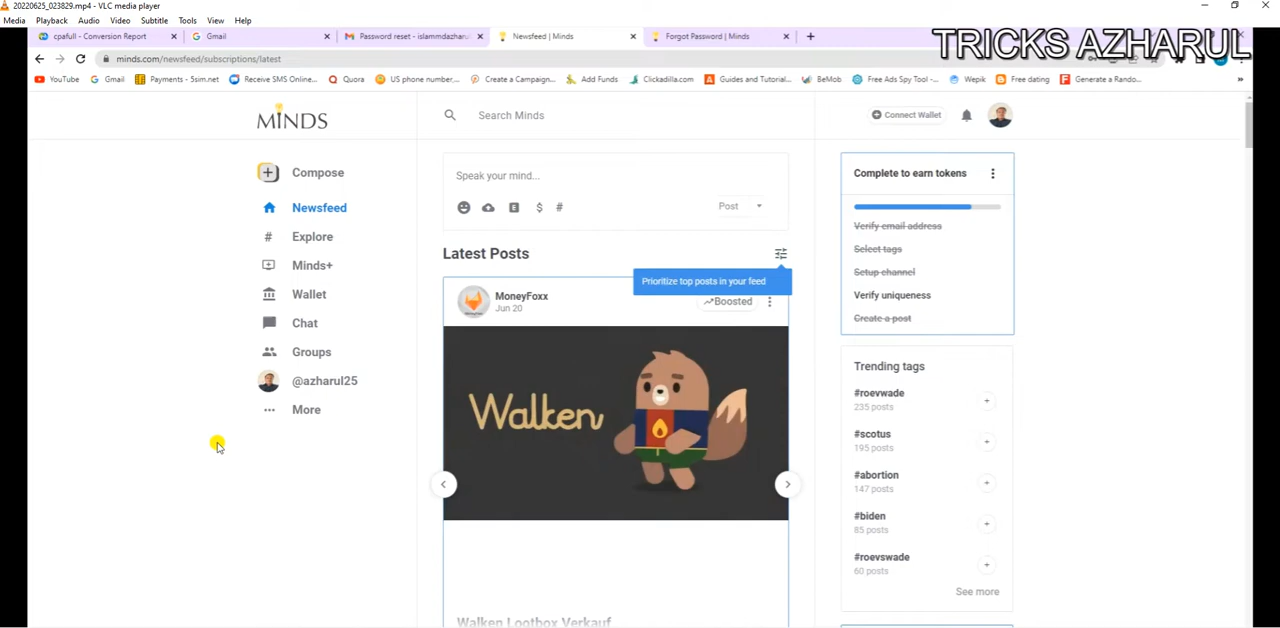 20220625_023829.mp4 - VLC media player
Media Playback Audio Video Subtitle Tools View Help
cpafull - Conversion Report
Gmail
Password reset - islammdazharul
Newsfeed | Minds
Forgot Password | Minds
TRICKS AZHARUL
minds.com/newsfeed/subscriptions/latest
YouTube
Gmail
Payments - 5sim.net
Receive SMS Online...
Quora
US phone number,...
Create a Campaign...
Add Funds
Clickadilla.com
Guides and Tutorial...
BeMob
Free Ads Spy Tool -...
Wepik
Free dating
Generate a Rando...
MINDS
Search Minds
Connect Wallet
Compose
Newsfeed
Explore
Minds+
Wallet
Chat
Groups
@azharul25
More
Speak your mind...
Post
Latest Posts
Prioritize top posts in your feed
MoneyFoxx
Jun 20
Boosted
Walken
Walken Lootbox Verkauf
Complete to earn tokens
Verify email address
Select tags
Setup channel
Verify uniqueness
Create a post
Trending tags
#roevwade
235 posts
#scotus
195 posts
#abortion
147 posts
#biden
85 posts
#roevswade
60 posts
See more